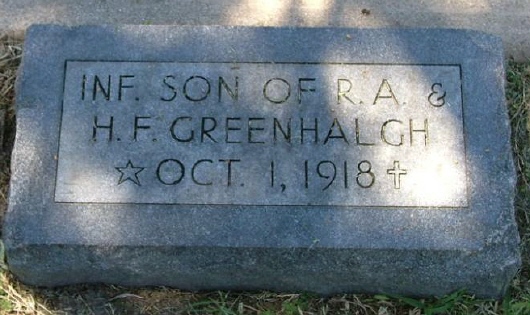 INF. SON OF R. A. &
H. F. GREENHALGH
☆ OCT. 1, 1918 ✝